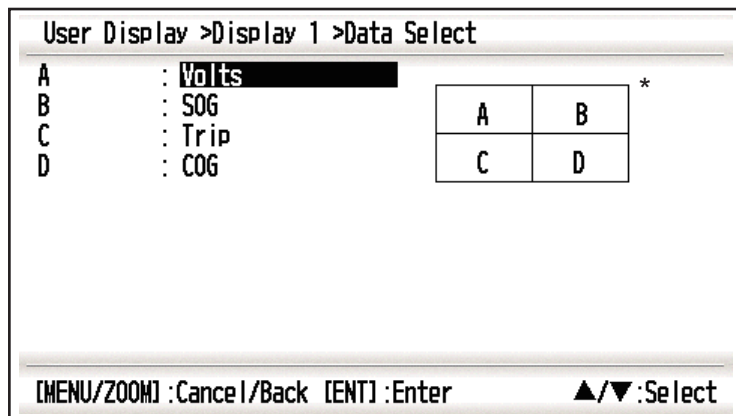 User Display >Display 1 >Data Select
A : Volts *
B : SOG A B
C : Trip
D : COG C D
[MENU/ZOOM] :Cancel/Back [ENT] :Enter ▲/▼:Select